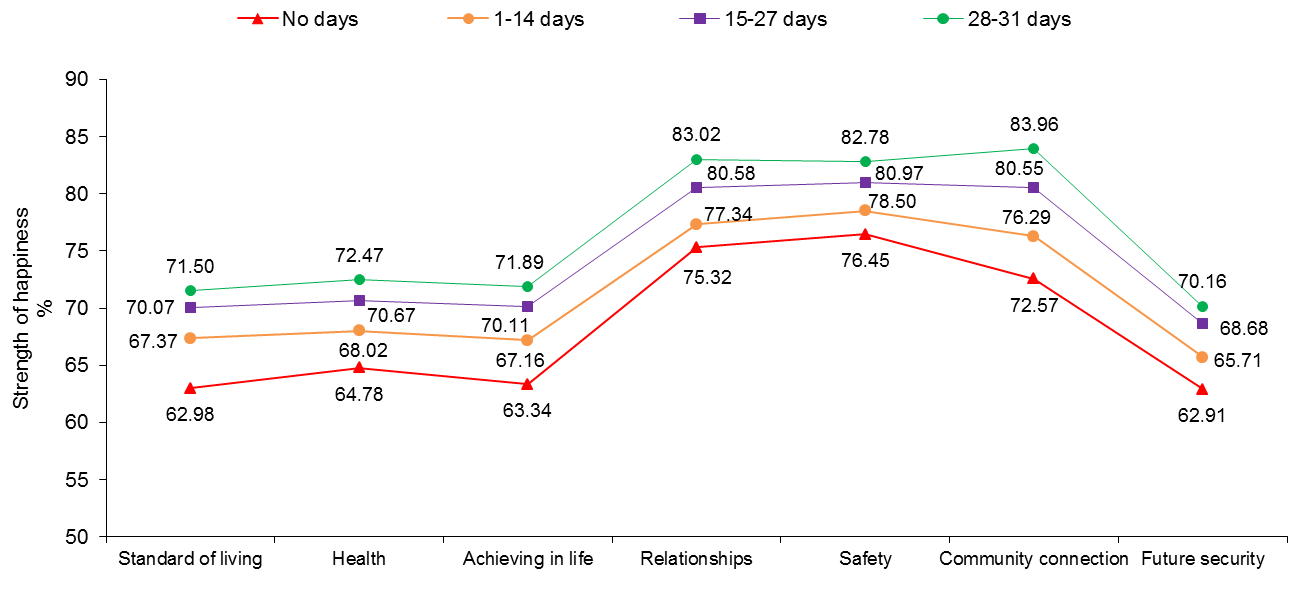 No days 1-14 days 15-27 days 28-31 days
Strength of happiness
%
90
85
80
75
70
65
60
55
50
71.50 72.47 71.89 83.02 82.78 83.96 70.16
70.07 70.67 70.11 80.58 80.97 80.55 68.68
67.37 68.02 67.16 77.34 78.50 76.29 65.71
62.98 64.78 63.34 75.32 76.45 72.57 62.91
Standard of living Health Achieving in life Relationships Safety Community connection Future security